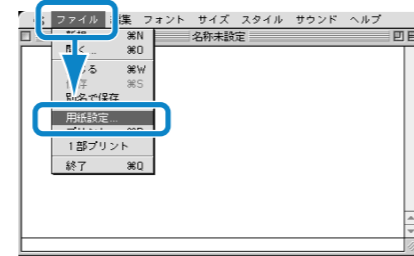 ファイル 集 フォント サイズ スタイル サウンド ヘルプ
名称未設定
⌘N
⌘O
る ⌘W
⌘S
別名で保存
用紙設定...
1部プリント
終了 ⌘Q